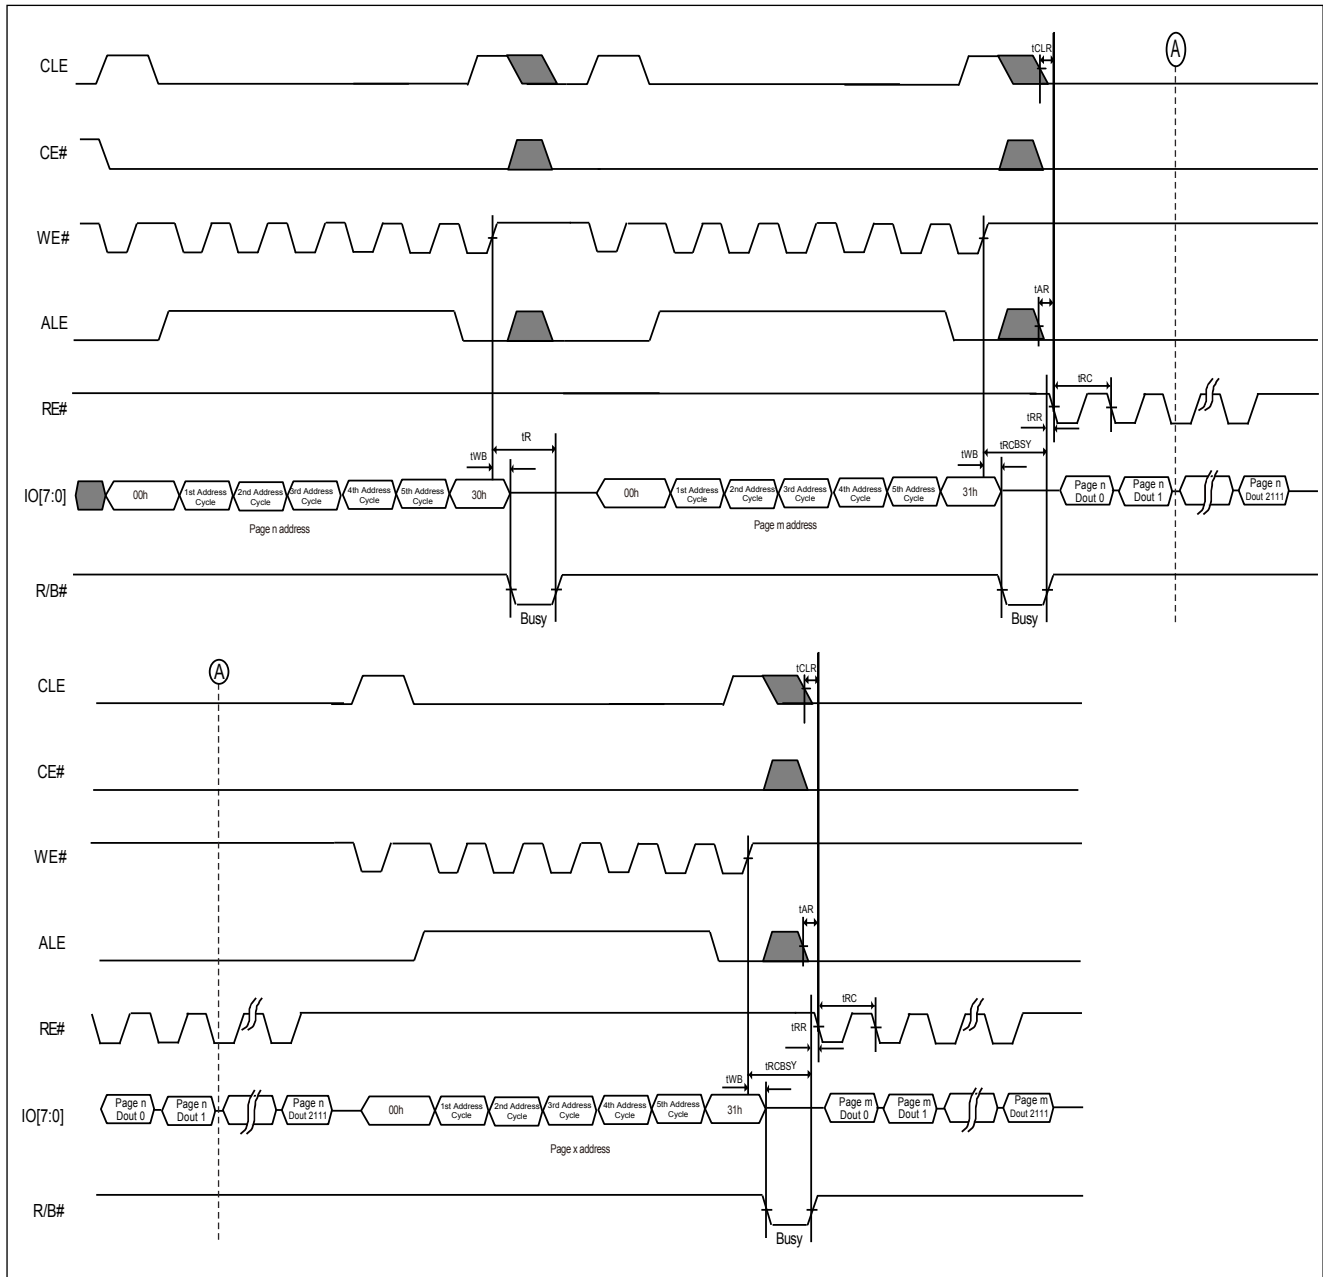 tCLR
A
CLE
CE#
WE#
tAR
ALE
tRC
RE#
tRR
tR
tRCBSY
tWB
tWB
IO[7:0]
00h
1st Address Cycle
2nd Address Cycle
3rd Address Cycle
4th Address Cycle
5th Address Cycle
30h
00h
1st Address Cycle
2nd Address Cycle
3rd Address Cycle
4th Address Cycle
5th Address Cycle
31h
Page n Dout 0
Page n Dout 1
Page n Dout 2111
Page n address
Page m address
R/B#
Busy
Busy
A
tCLR
CLE
CE#
WE#
tAR
ALE
tRC
RE#
tRR
tRCBSY
tWB
IO[7:0]
Page n Dout 0
Page n Dout 1
Page n Dout 2111
00h
1st Address Cycle
2nd Address Cycle
3rd Address Cycle
4th Address Cycle
5th Address Cycle
31h
Page m Dout 0
Page m Dout 1
Page m Dout 2111
Page x address
R/B#
Busy